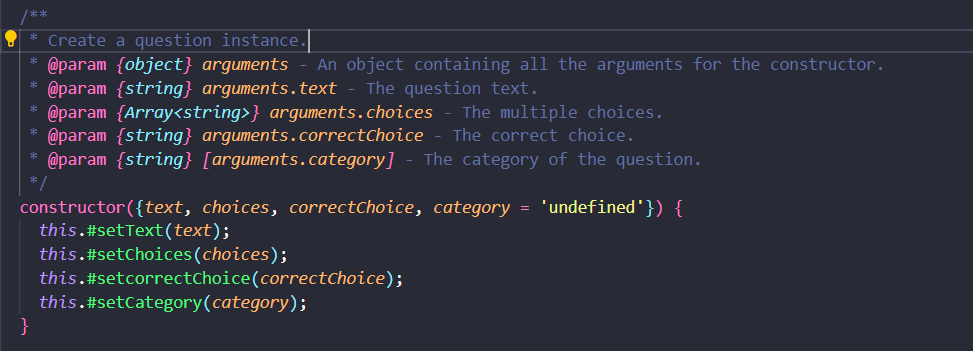 /**
 * Create a question instance.
 * @param {object} arguments - An object containing all the arguments for the constructor.
 * @param {string} arguments.text - The question text.
 * @param {Array<string>} arguments.choices - The multiple choices.
 * @param {string} arguments.correctChoice - The correct choice.
 * @param {string} [arguments.category] - The category of the question.
 */
constructor({text, choices, correctChoice, category = 'undefined'}) {
  this.#setText(text);
  this.#setChoices(choices);
  this.#setcorrectChoice(correctChoice);
  this.#setCategory(category);
}